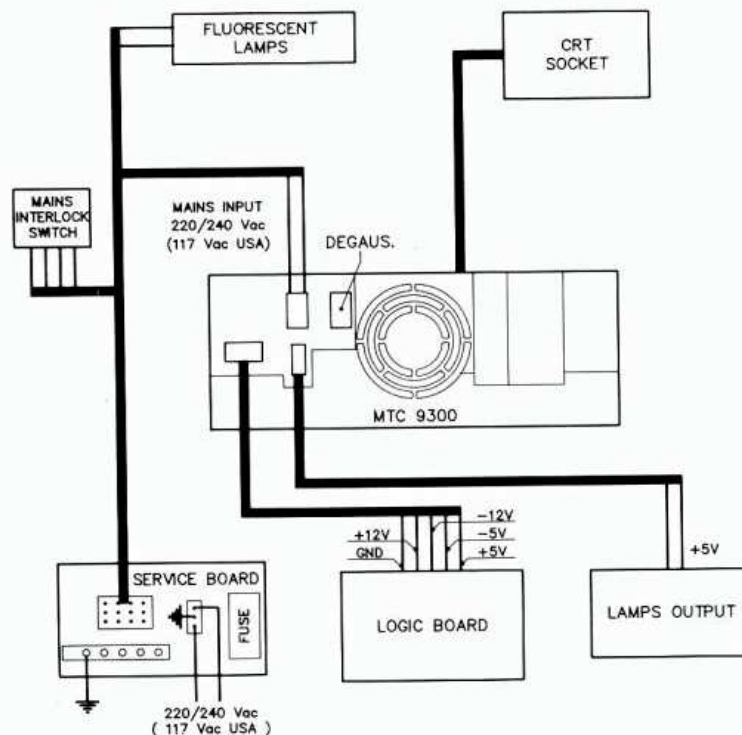 FLUORESCENT
LAMPS
CRT
SOCKET
MAINS
INTERLOCK
SWITCH
MAINS INPUT
220/240 Vac
(117 Vac USA)
DEGAUS.
MTC 9300
-12V
+12V
-5V
GND
+5V
+5V
SERVICE BOARD
FUSE
LOGIC BOARD
LAMPS OUTPUT
220/240 Vac
( 117 Vac USA )